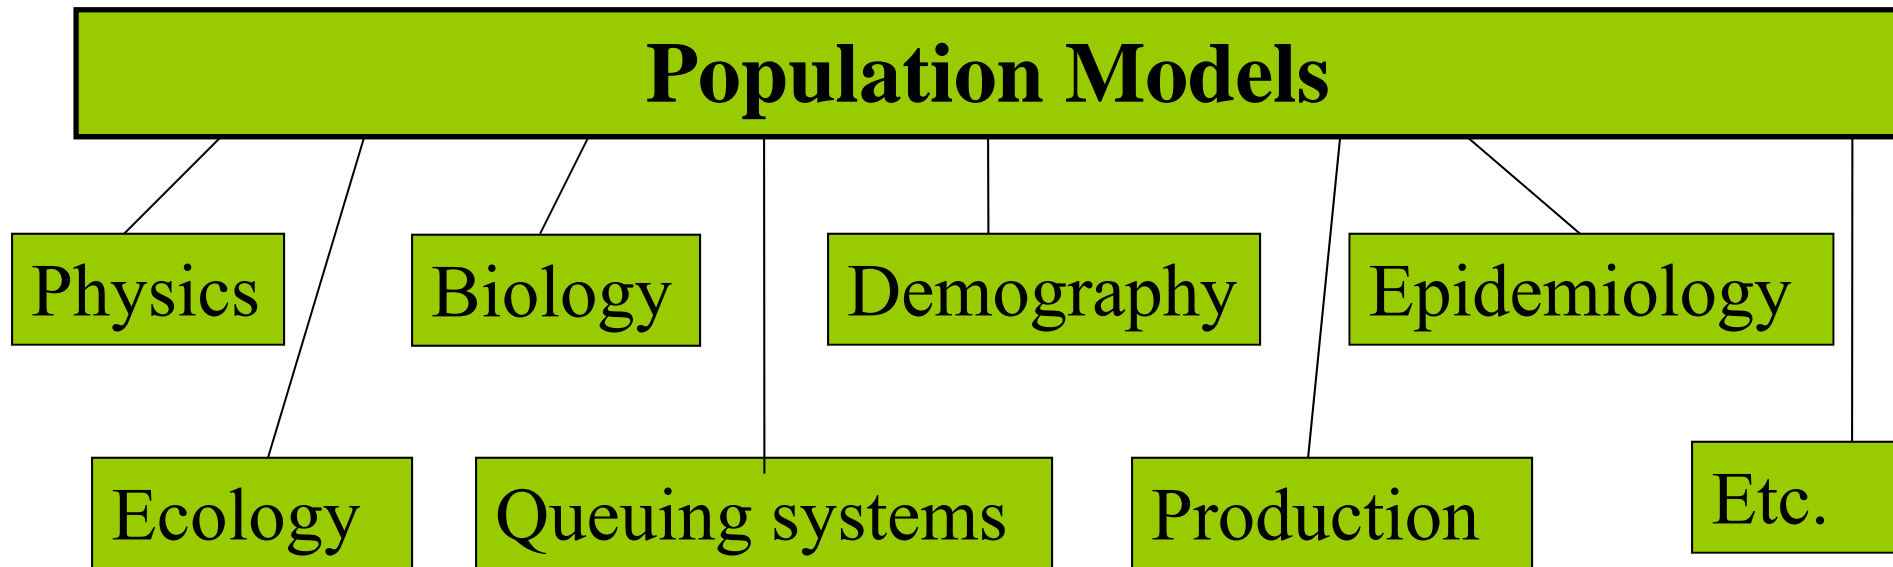 Population Models
Physics
Biology
Demography
Epidemiology
Ecology
Queuing systems
Production
Etc.